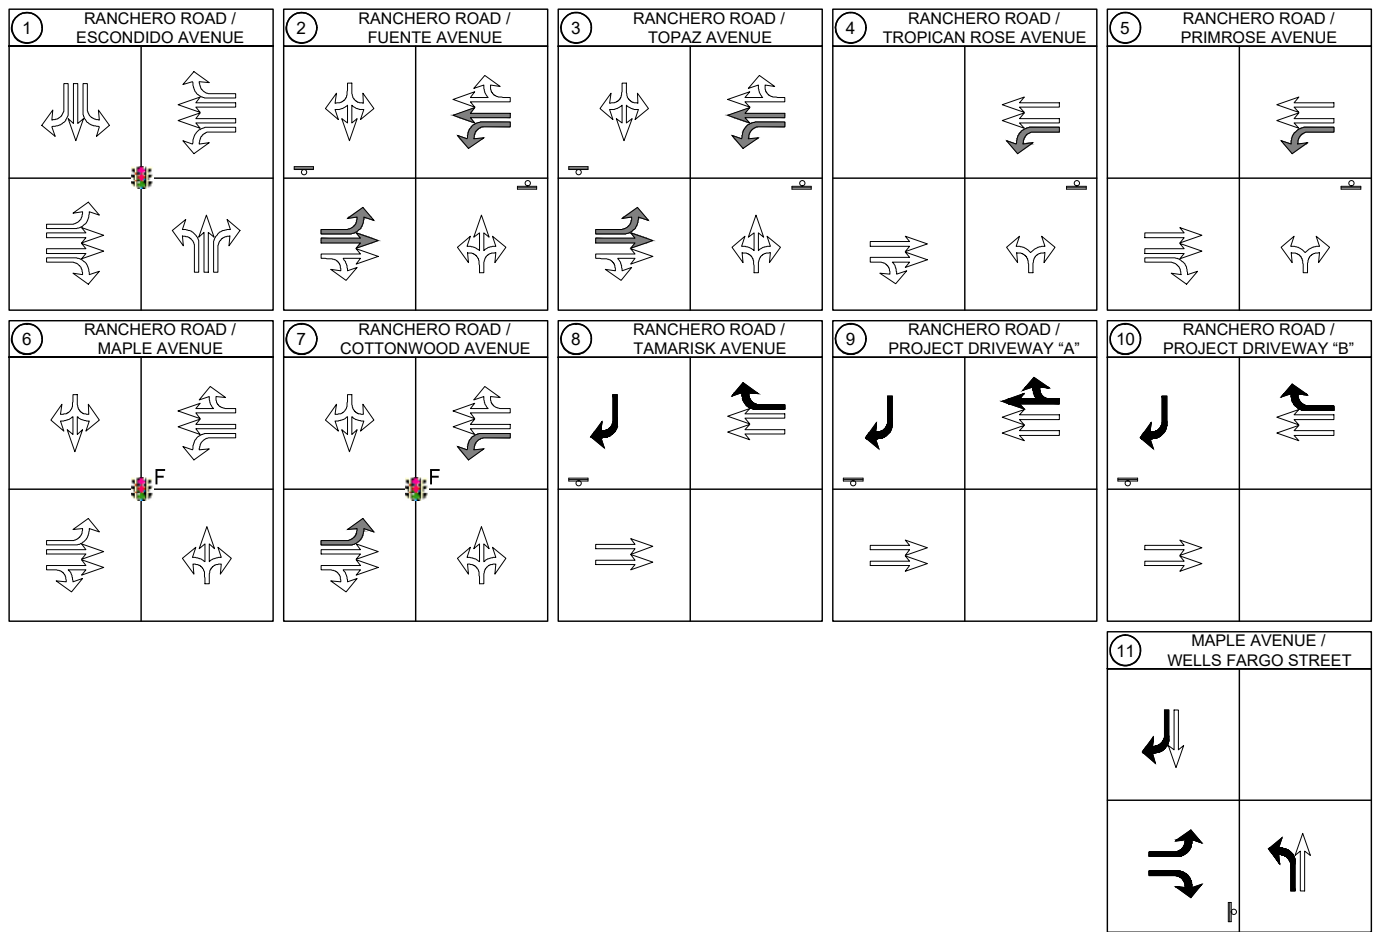 1
RANCHERO ROAD /
ESCONDIDO AVENUE
2
RANCHERO ROAD /
FUENTE AVENUE
3
RANCHERO ROAD /
TOPAZ AVENUE
4
RANCHERO ROAD /
TROPICAN ROSE AVENUE
5
RANCHERO ROAD /
PRIMROSE AVENUE
6
RANCHERO ROAD /
MAPLE AVENUE
F
7
RANCHERO ROAD /
COTTONWOOD AVENUE
F
8
RANCHERO ROAD /
TAMARISK AVENUE
9
RANCHERO ROAD /
PROJECT DRIVEWAY “A”
10
RANCHERO ROAD /
PROJECT DRIVEWAY “B”
11
MAPLE AVENUE /
WELLS FARGO STREET